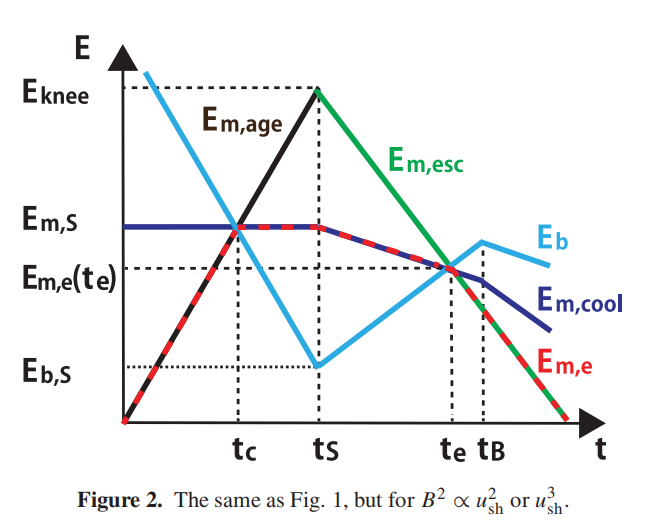 E
Eknee
Em,age
Em,esc
Em,S
Eb
Em,e(te)
Em,cool
Eb,S
Em,e
tc tS te tB t
Figure 2. The same as Fig. 1, but for B² ∝ u²sh or u³sh.